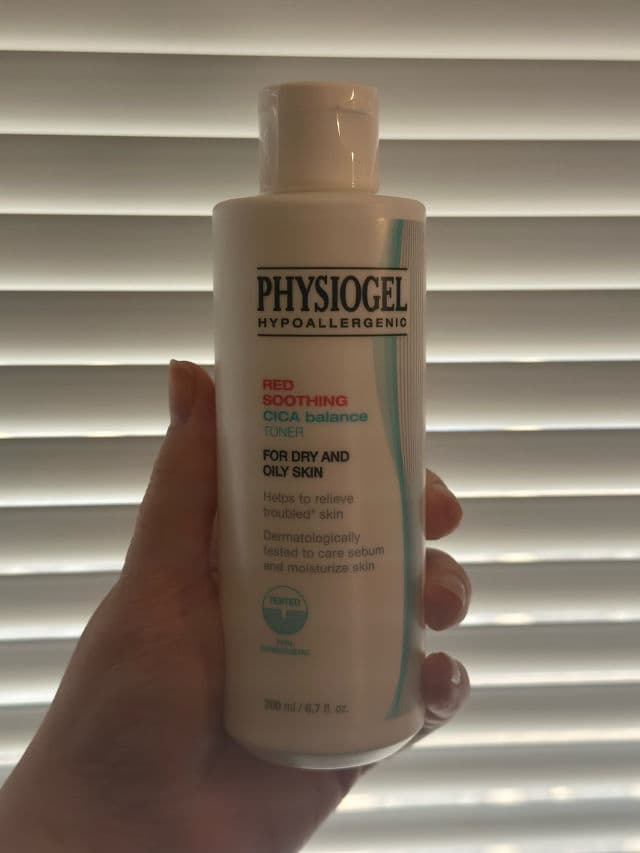 PHYSIOGEL
HYPOALLERGENIC
RED
SOOTHING
CICA balance
TONER
FOR DRY AND
OILY SKIN
Helps to relieve
troubled* skin
Dermatologically
tested to care sebum
and moisturize skin
TESTED
200 ml / 6.7 fl. oz.